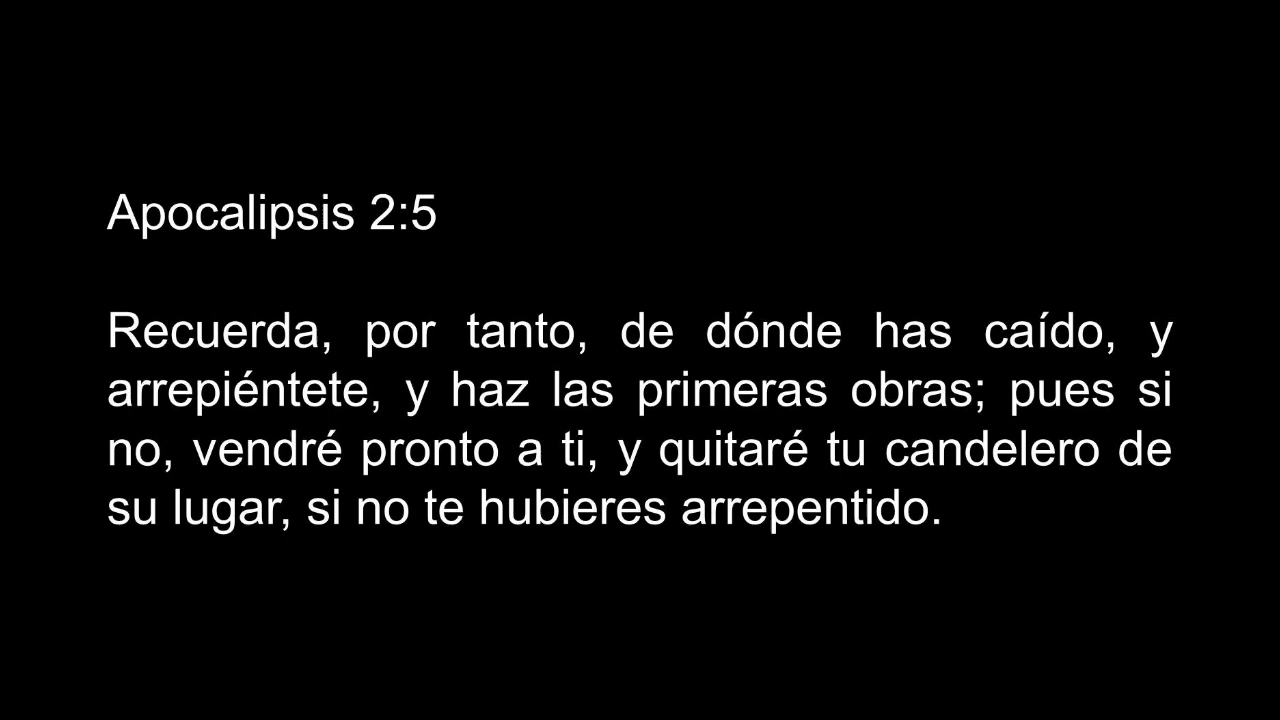 Apocalipsis 2:5
Recuerda, por tanto, de dónde has caído, y
arrepiéntete, y haz las primeras obras; pues si
no, vendré pronto a ti, y quitaré tu candelero de
su lugar, si no te hubieres arrepentido.